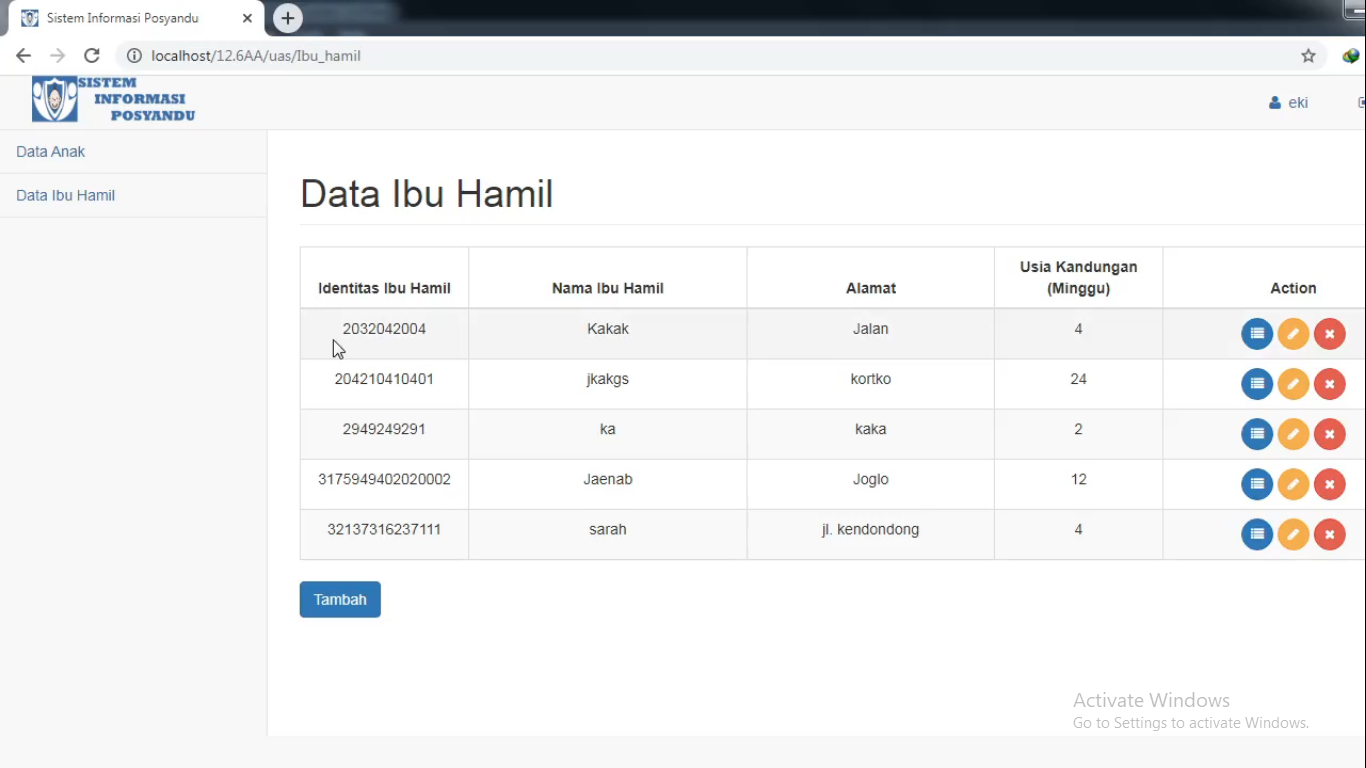 Sistem Informasi Posyandu
localhost/12.6AA/uas/Ibu_hamil
SISTEM
INFORMASI
POSYANDU
eki
Data Anak
Data Ibu Hamil
Data Ibu Hamil
Identitas Ibu Hamil Nama Ibu Hamil Alamat Usia Kandungan (Minggu) Action
2032042004 Kakak Jalan 4
204210410401 jkakgs kortko 24
2949249291 ka kaka 2
3175949402020002 Jaenab Joglo 12
32137316237111 sarah jl. kendondong 4
Tambah
Activate Windows
Go to Settings to activate Windows.